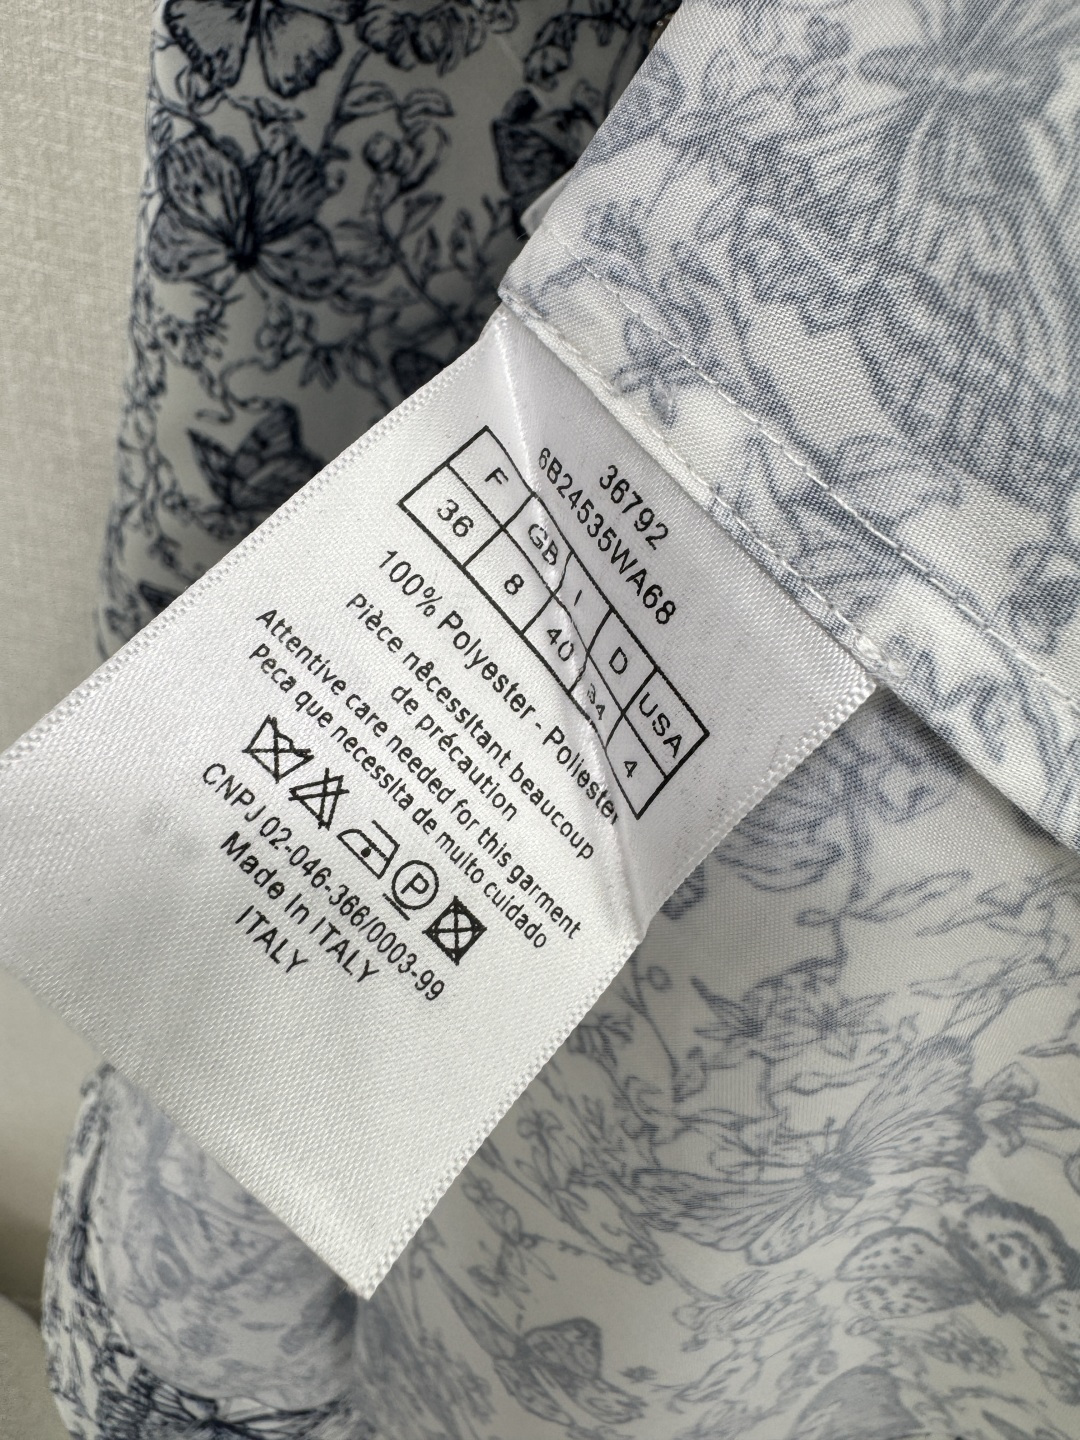 36792
6B24535WA68
F GB I D USA
36 8 40 34 4
100% Polyester - Poliester
Pièce nécessitant beaucoup
de précaution
Attentive care needed for this garment
Peca que necessita de muito cuidado
P
CNPJ 02-046-366/0003-99
Made In ITALY
ITALY